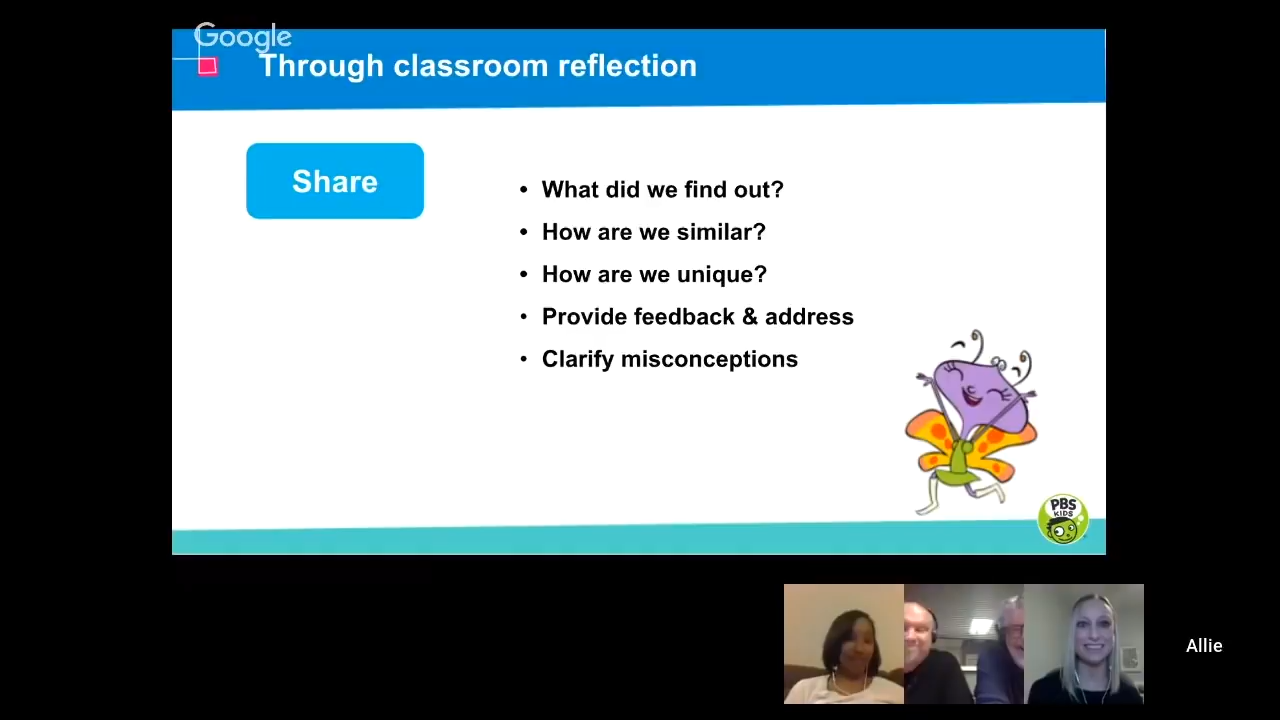 Google
Through classroom reflection
Share
• What did we find out?
• How are we similar?
• How are we unique?
• Provide feedback & address
• Clarify misconceptions
PBS
KIDS
Allie